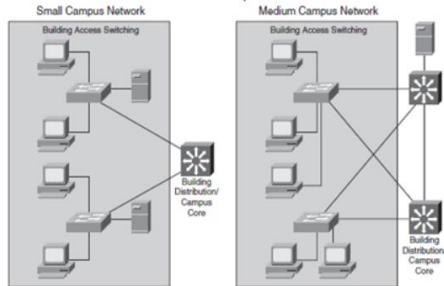 Small Campus Network
Building Access Switching
Building
Distribution/
Campus
Core
Medium Campus Network
Building Access Switching
Building
Distribution
Campus
Core